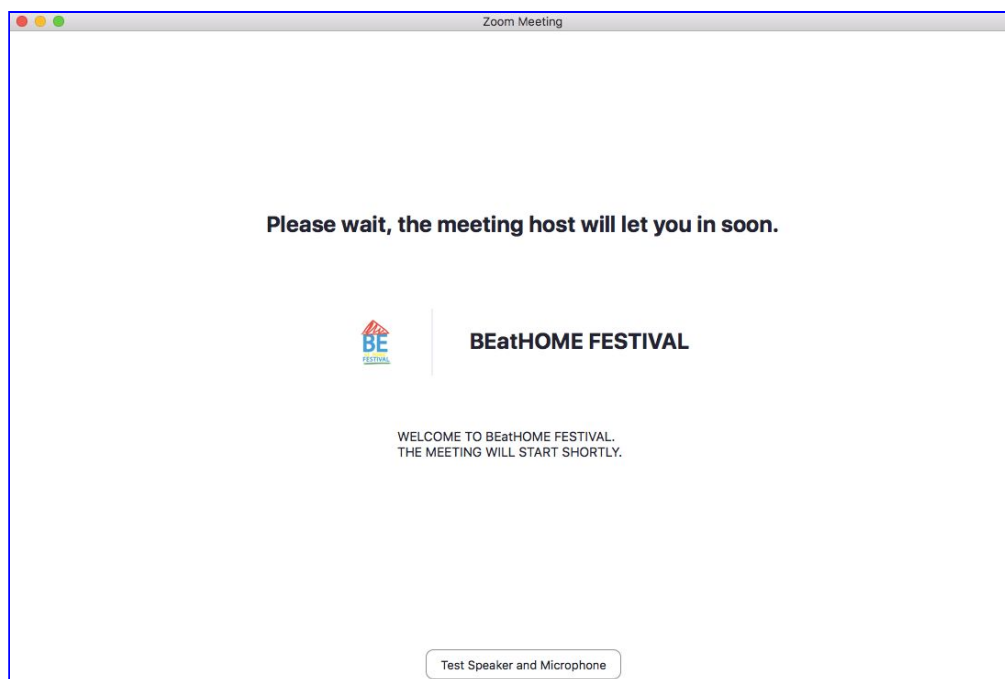 Zoom Meeting
Please wait, the meeting host will let you in soon.
BE
FESTIVAL
BEatHOME FESTIVAL
WELCOME TO BEatHOME FESTIVAL.
THE MEETING WILL START SHORTLY.
Test Speaker and Microphone